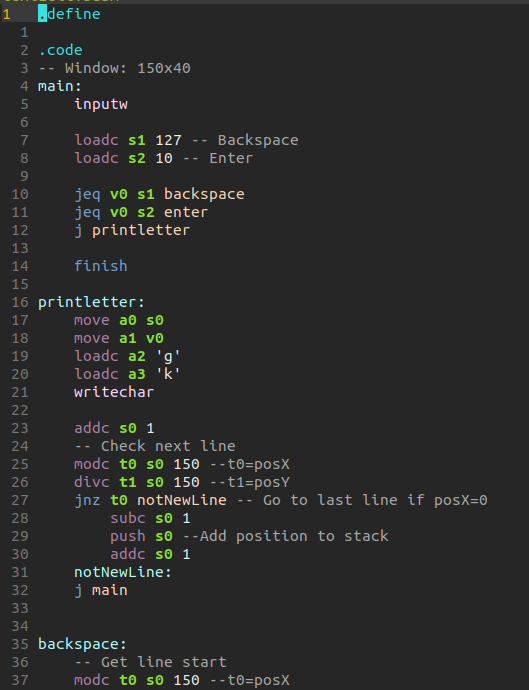 1 .define
1
2 .code
3 -- Window: 150x40
4 main:
5 inputw
6
7 loadc s1 127 -- Backspace
8 loadc s2 10 -- Enter
9
10 jeq v0 s1 backspace
11 jeq v0 s2 enter
12 j printletter
13
14 finish
15
16 printletter:
17 move a0 s0
18 move a1 v0
19 loadc a2 'g'
20 loadc a3 'k'
21 writechar
22
23 addc s0 1
24 -- Check next line
25 modc t0 s0 150 --t0=posX
26 divc t1 s0 150 --t1=posY
27 jnz t0 notNewLine -- Go to last line if posX=0
28 subc s0 1
29 push s0 --Add position to stack
30 addc s0 1
31 notNewLine:
32 j main
33
34
35 backspace:
36 -- Get line start
37 modc t0 s0 150 --t0=posX